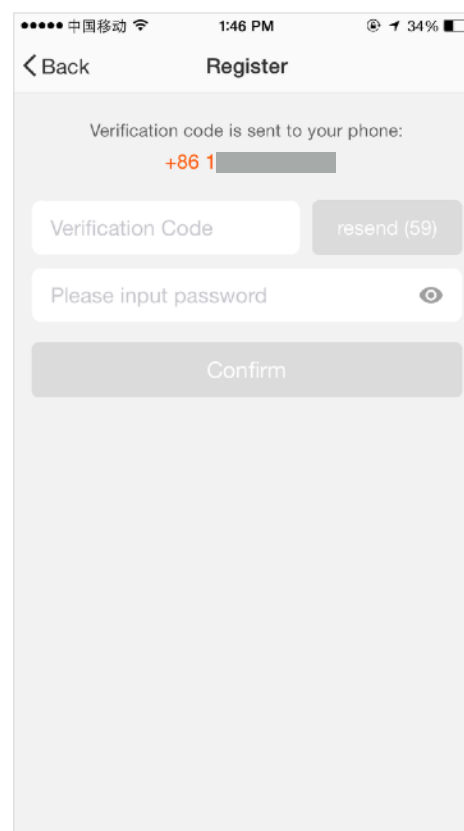 中国移动 1:46 PM 34%
Back Register
Verification code is sent to your phone:
+86 1
Verification Code resend (59)
Please input password
Confirm